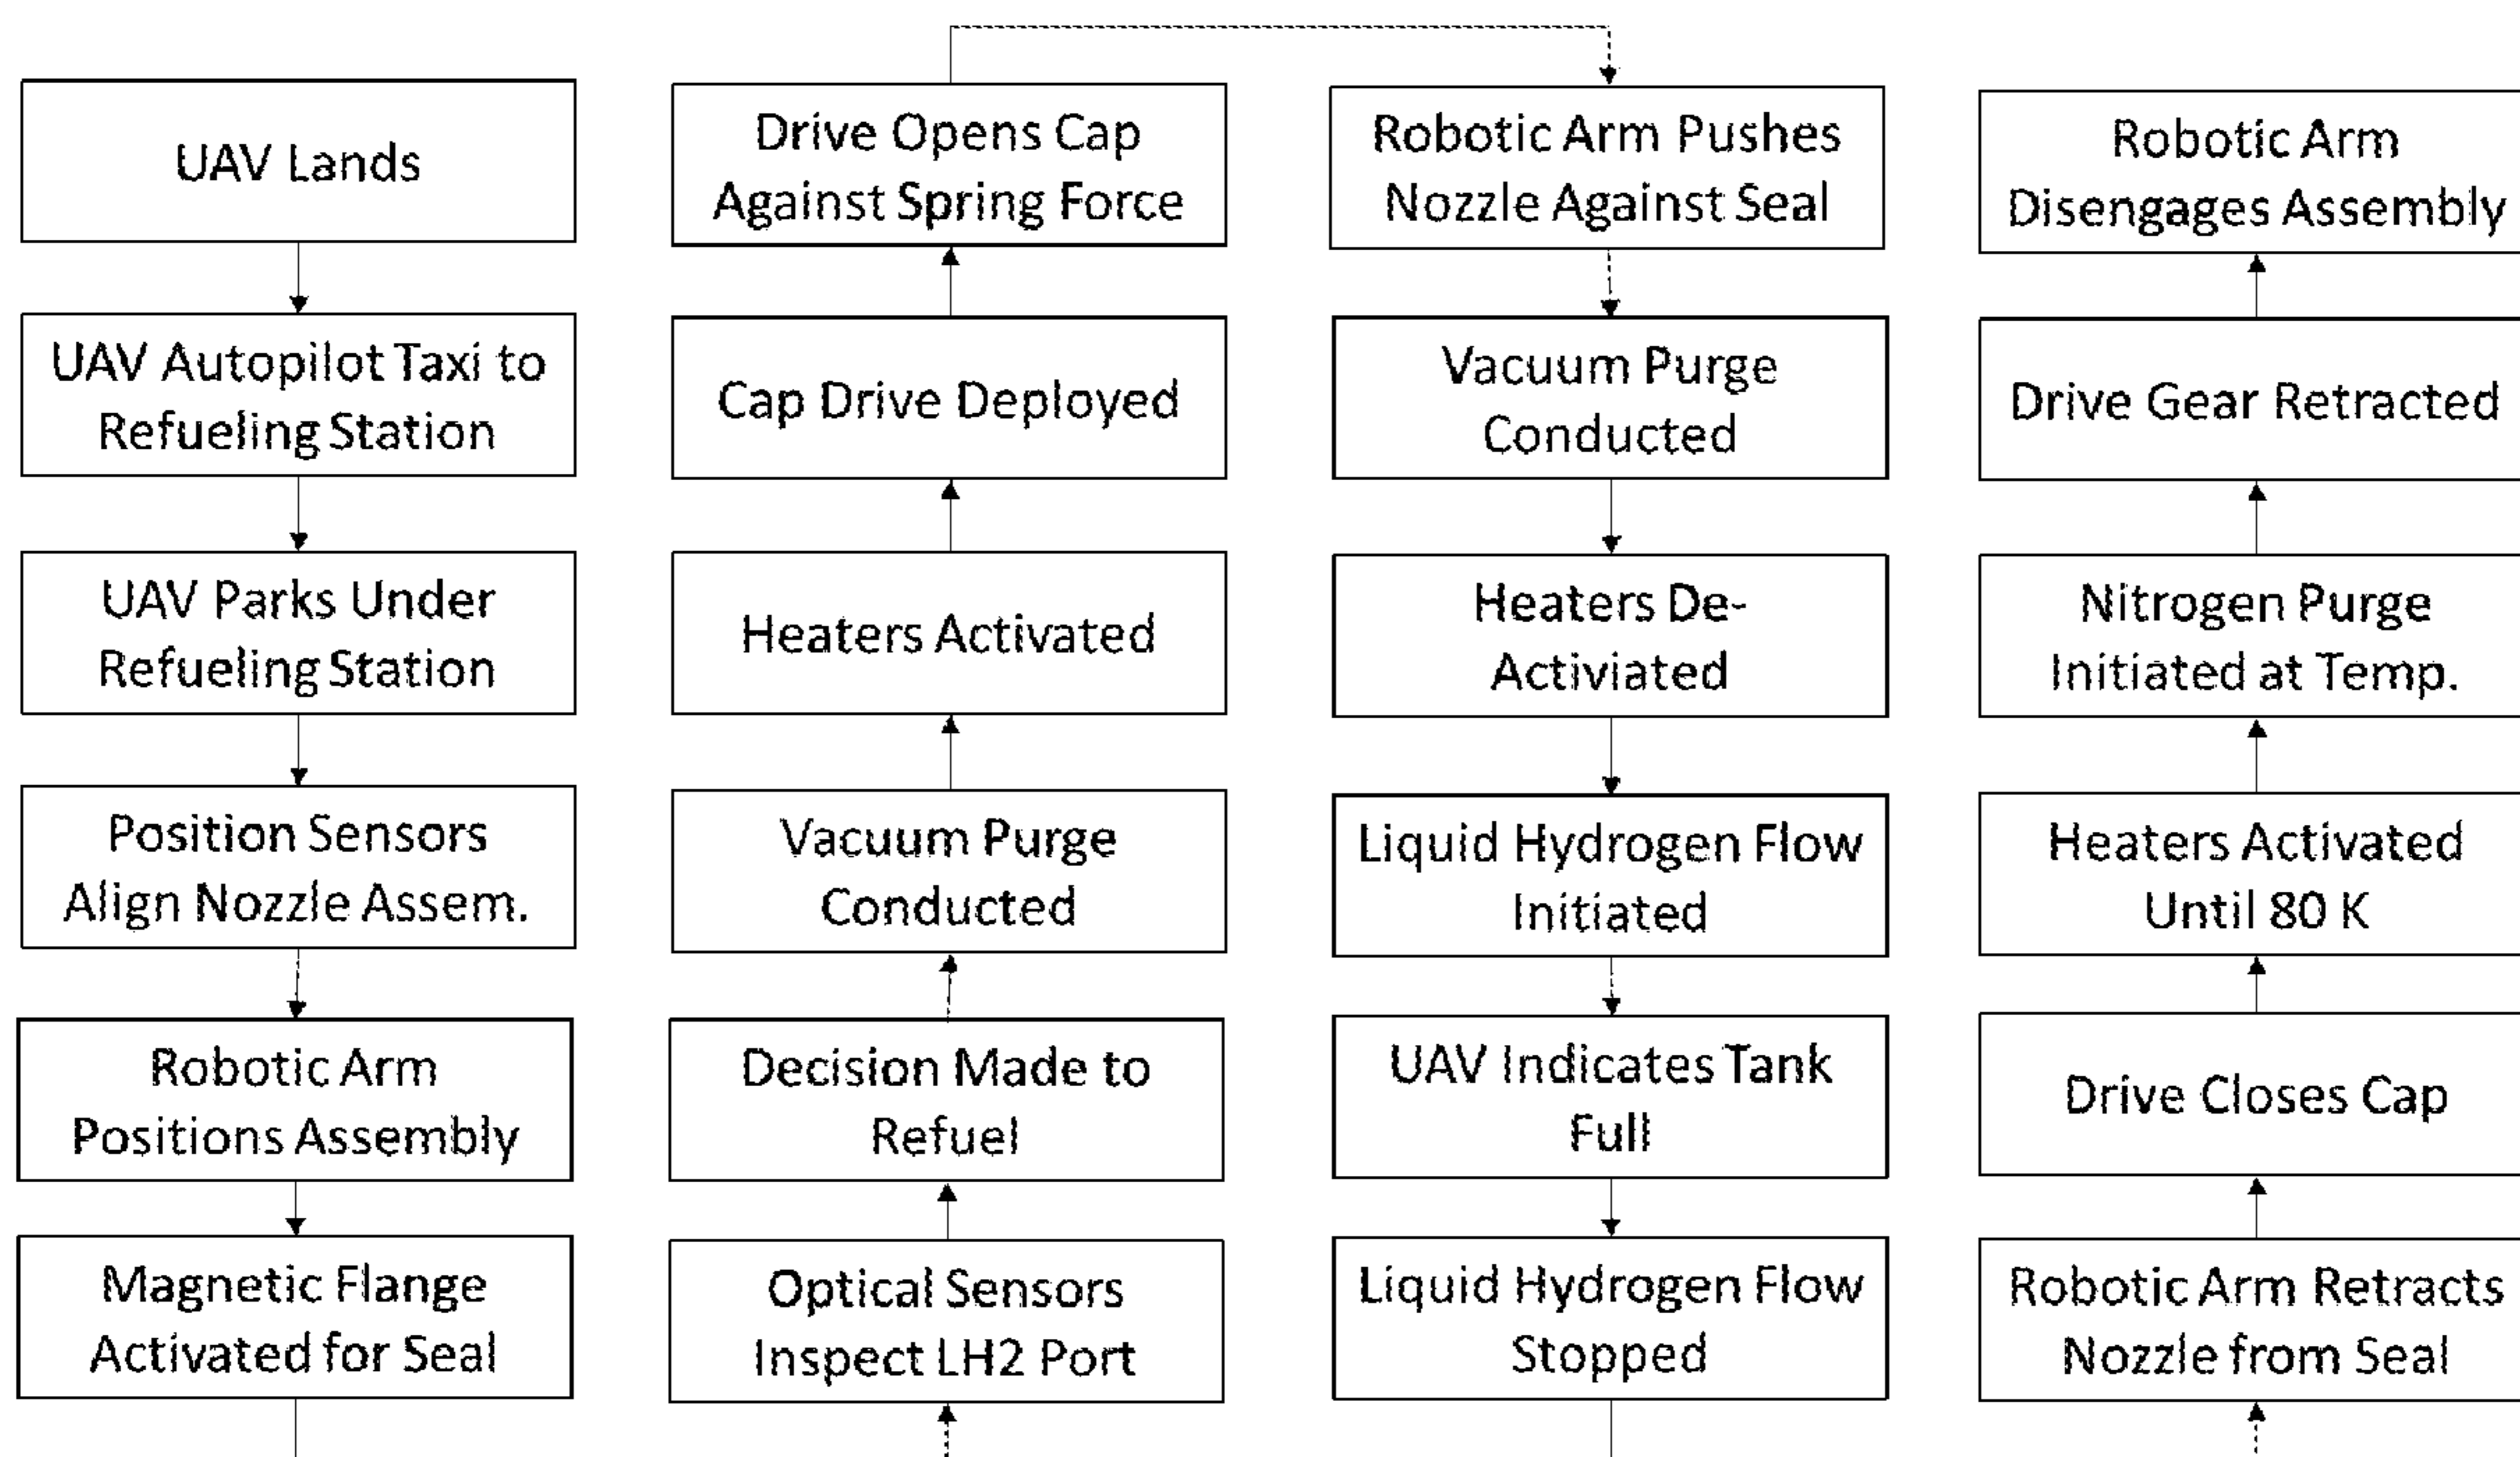 UAV Lands
UAV Autopilot Taxi to
Refueling Station
UAV Parks Under
Refueling Station
Position Sensors
Align Nozzle Assem.
Robotic Arm
Positions Assembly
Magnetic Flange
Activated for Seal
Drive Opens Cap
Against Spring Force
Cap Drive Deployed
Heaters Activated
Vacuum Purge
Conducted
Decision Made to
Refuel
Optical Sensors
Inspect LH2 Port
Robotic Arm Pushes
Nozzle Against Seal
Vacuum Purge
Conducted
Heaters De-
Activiated
Liquid Hydrogen Flow
Initiated
UAV Indicates Tank
Full
Liquid Hydrogen Flow
Stopped
Robotic Arm
Disengages Assembly
Drive Gear Retracted
Nitrogen Purge
Initiated at Temp.
Heaters Activated
Until 80 K
Drive Closes Cap
Robotic Arm Retracts
Nozzle from Seal